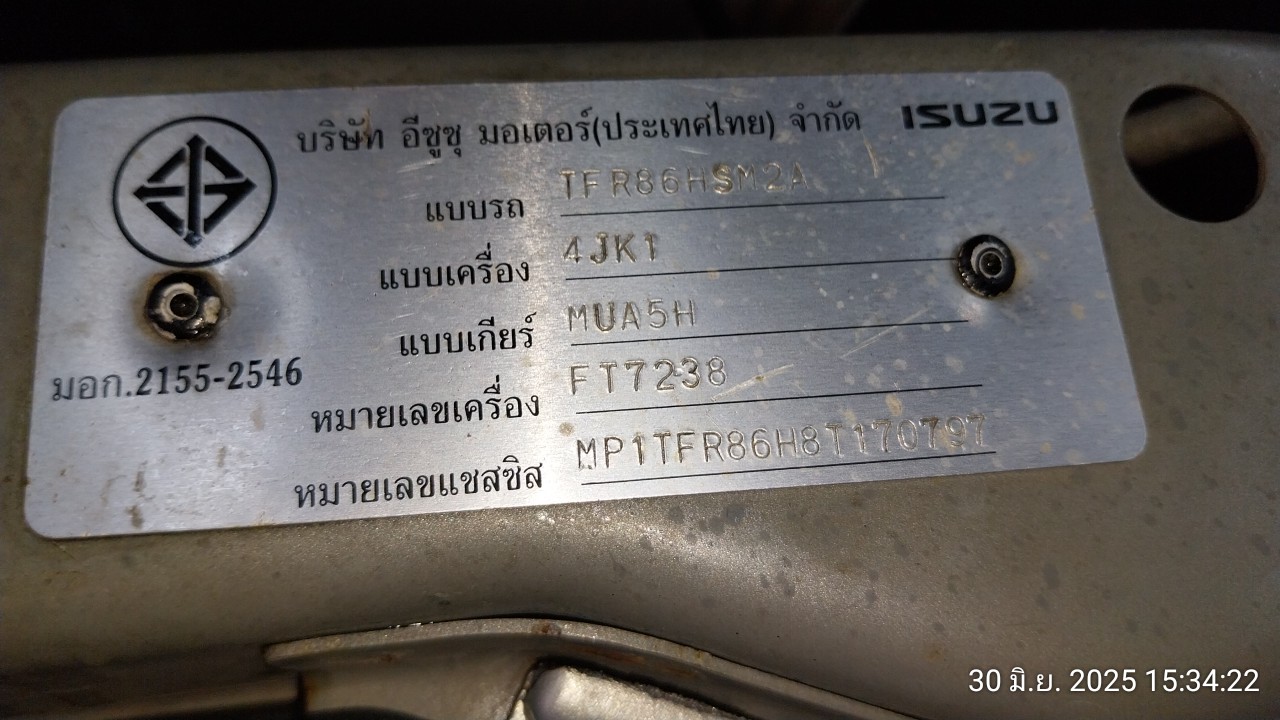 บริษัท อีซูซุ มอเตอร์(ประเทศไทย) จำกัด ISUZU
แบบรถ TFR86HSM2A
แบบเครื่อง 4JK1
แบบเกียร์ MUA5H
มอก.2155-2546
หมายเลขเครื่อง FT7238
หมายเลขแชสซิส MP1TFR86H8T170797
30 มิ.ย. 2025 15:34:22